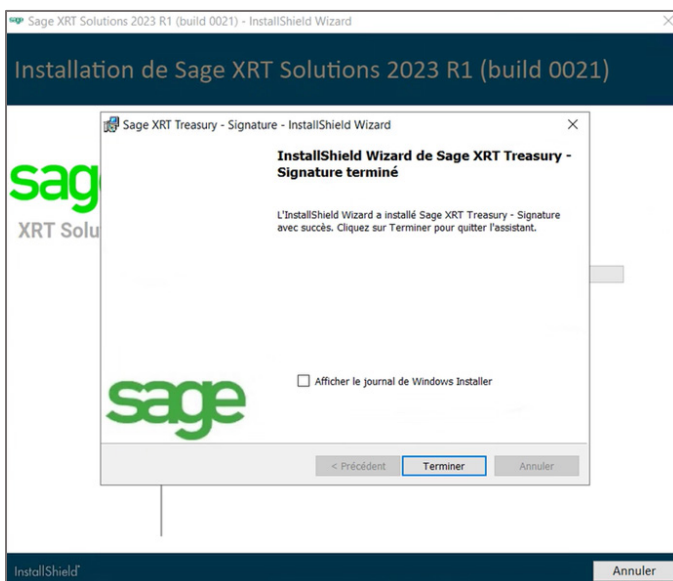 Sage XRT Solutions 2023 R1 (build 0021) - InstallShield Wizard
Installation de Sage XRT Solutions 2023 R1 (build 0021)
Sage XRT Treasury - Signature - InstallShield Wizard
InstallShield Wizard de Sage XRT Treasury -
Signature terminé
sag
XRT Solu
L'InstallShield Wizard a installé Sage XRT Treasury - Signature
avec succès. Cliquez sur Terminer pour quitter l'assistant.
Afficher le journal de Windows Installer
sage
< Précédent Terminer Annuler
InstallShield Annuler